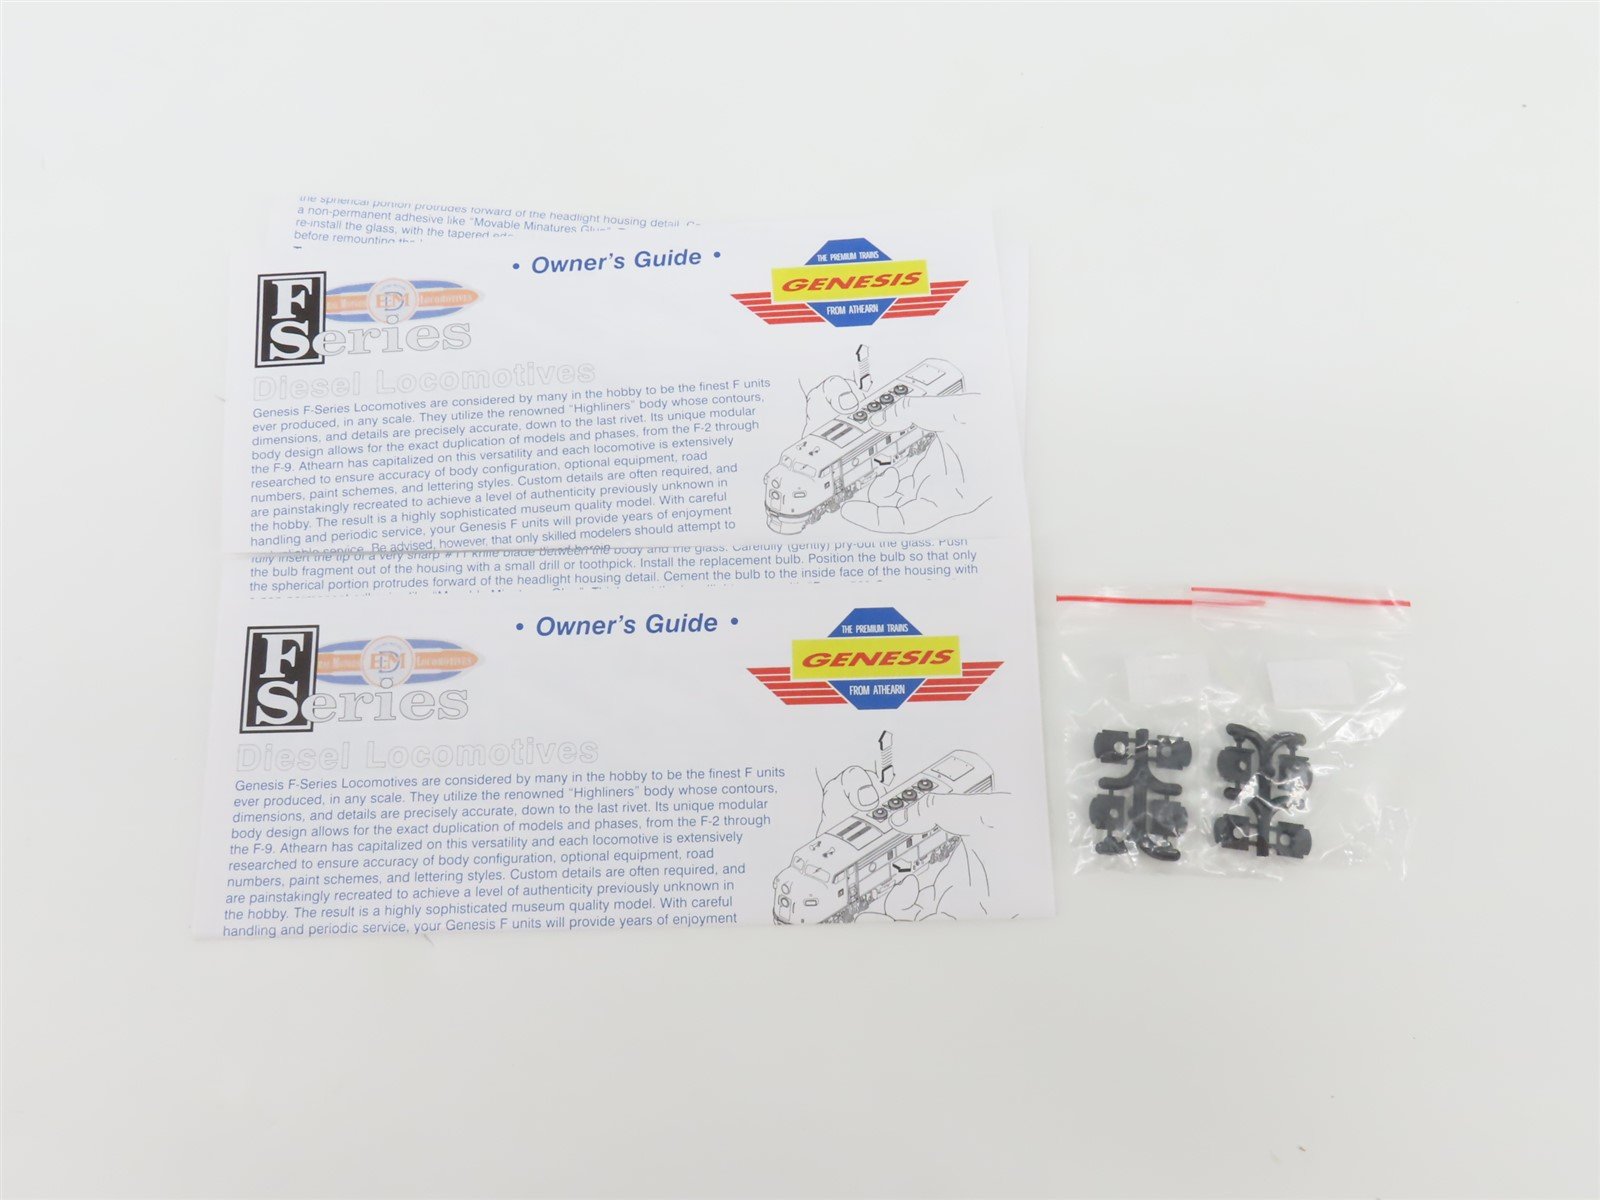 the spherical portion protrudes forward of the headlight housing detail.
a non-permanent adhesive like "Movable Minatures Glue".
re-install the glass, with the tapered
before remounting the
• Owner's Guide •
THE PREMIUM TRAINS
GENESIS
FROM ATHEARN
F Series
EDM
LOCOMOTIVES
Diesel Locomotives
Genesis F-Series Locomotives are considered by many in the hobby to be the finest F units
ever produced, in any scale. They utilize the renowned "Highliners" body whose contours,
dimensions, and details are precisely accurate, down to the last rivet. Its unique modular
body design allows for the exact duplication of models and phases, from the F-2 through
the F-9. Athearn has capitalized on this versatility and each locomotive is extensively
researched to ensure accuracy of body configuration, optional equipment, road
numbers, paint schemes, and lettering styles. Custom details are often required, and
are painstakingly recreated to achieve a level of authenticity previously unknown in
the hobby. The result is a highly sophisticated museum quality model. With careful
handling and periodic service, your Genesis F units will provide years of enjoyment
service. Be advised, however, that only skilled modelers should attempt to
fully insert the tip of a very sharp #11 knife blade between the body and the glass. Carefully (gently) pry-out the glass. Push
the bulb fragment out of the housing with a small drill or toothpick. Install the replacement bulb. Position the bulb so that only
the spherical portion protrudes forward of the headlight housing detail. Cement the bulb to the inside face of the housing with
• Owner's Guide •
THE PREMIUM TRAINS
GENESIS
FROM ATHEARN
F Series
EDM
LOCOMOTIVES
Diesel Locomotives
Genesis F-Series Locomotives are considered by many in the hobby to be the finest F units
ever produced, in any scale. They utilize the renowned "Highliners" body whose contours,
dimensions, and details are precisely accurate, down to the last rivet. Its unique modular
body design allows for the exact duplication of models and phases, from the F-2 through
the F-9. Athearn has capitalized on this versatility and each locomotive is extensively
researched to ensure accuracy of body configuration, optional equipment, road
numbers, paint schemes, and lettering styles. Custom details are often required, and
are painstakingly recreated to achieve a level of authenticity previously unknown in
the hobby. The result is a highly sophisticated museum quality model. With careful
handling and periodic service, your Genesis F units will provide years of enjoyment